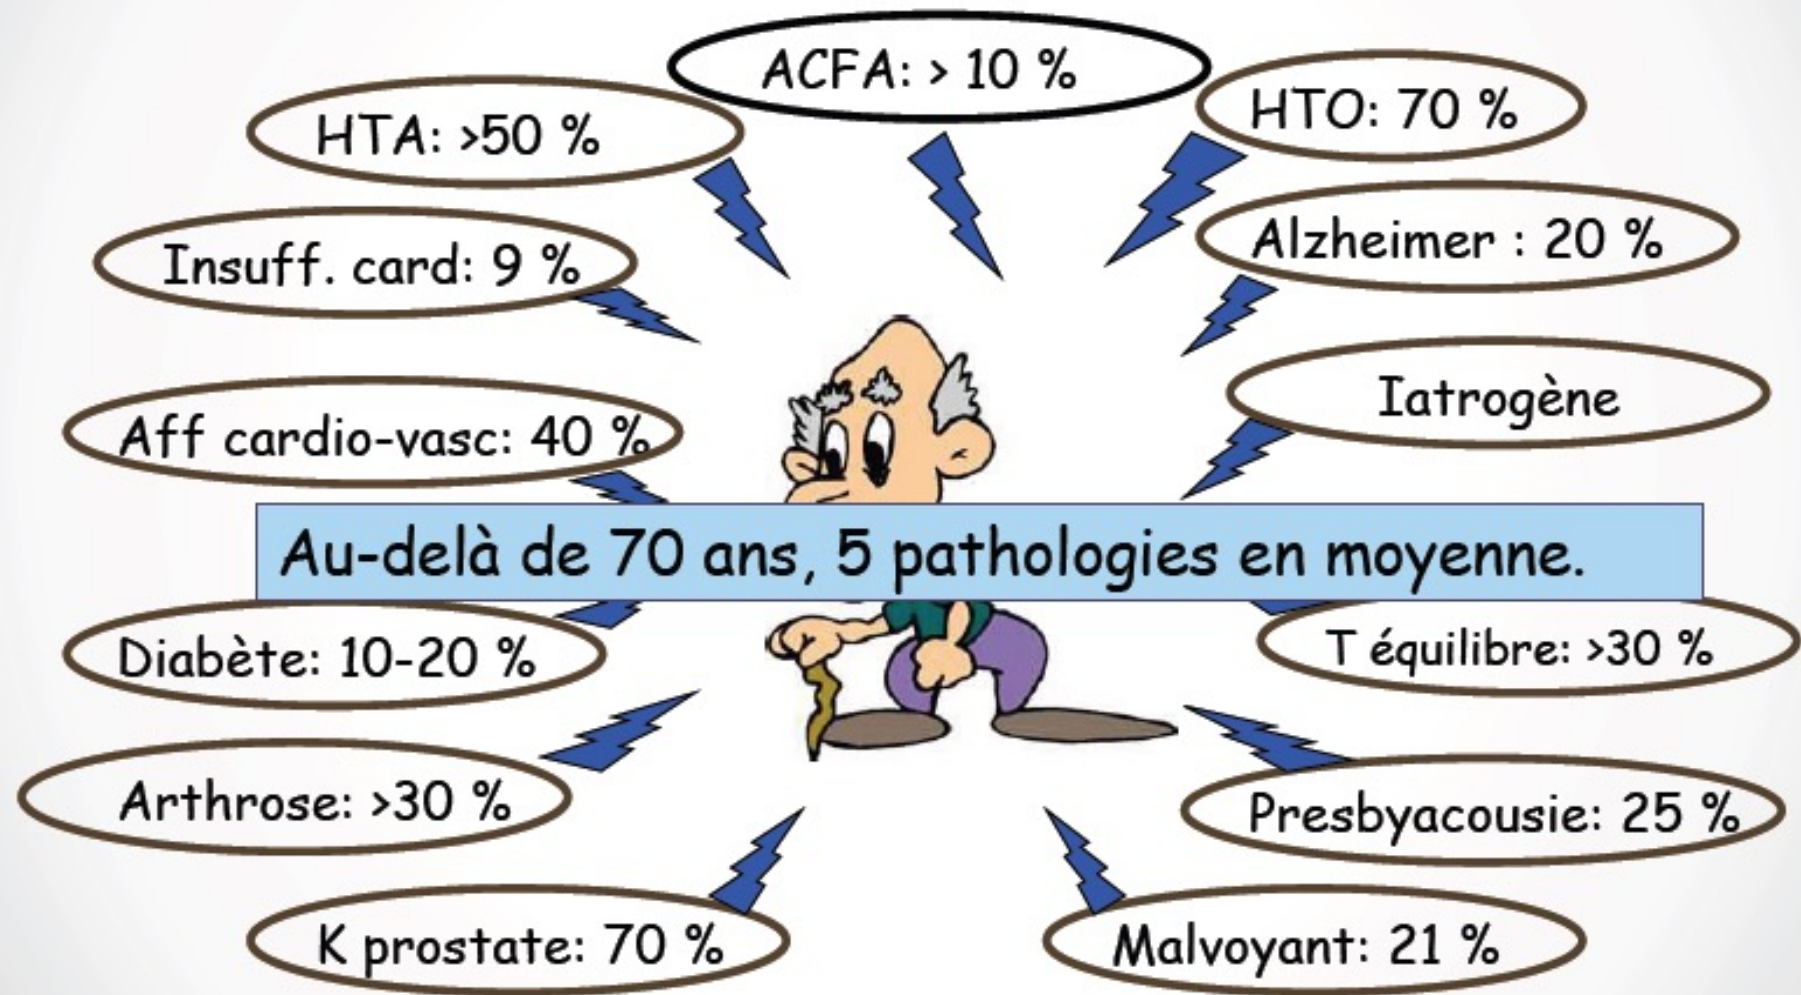 ACFA: > 10 %
HTA: >50 %
HTO: 70 %
Insuff. card: 9 %
Alzheimer : 20 %
Aff cardio-vasc: 40 %
Iatrogène
Au-delà de 70 ans, 5 pathologies en moyenne.
Diabète: 10-20 %
T équilibre: >30 %
Arthrose: >30 %
Presbyacousie: 25 %
K prostate: 70 %
Malvoyant: 21 %